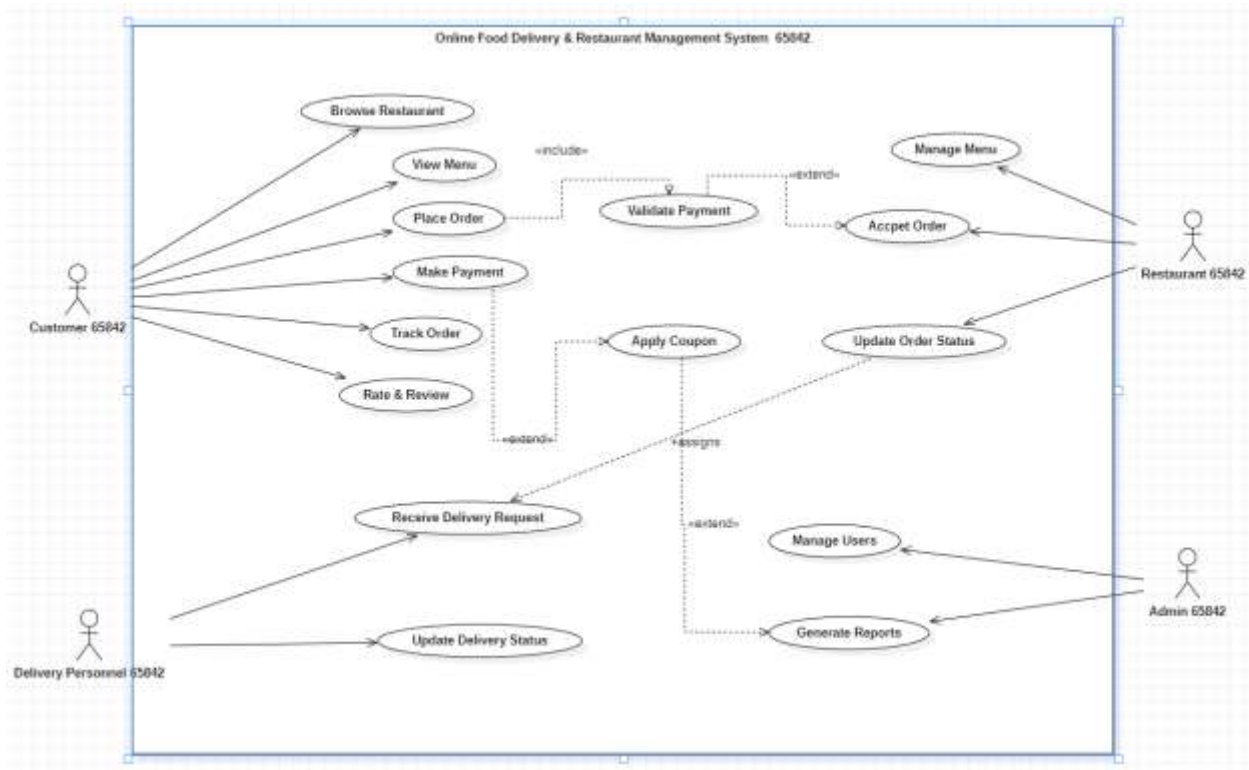 Online Food Delivery & Restaurant Management System 65842
Browse Restaurant
View Menu
«include»
Manage Menu
«extend»
Place Order
Validate Payment
Accpet Order
Make Payment
Restaurant 65842
Customer 65842
Track Order
Apply Coupon
Update Order Status
Rate & Review
«extend»
+assigns
Receive Delivery Request
«extend»
Manage Users
Admin 65842
Update Delivery Status
Generate Reports
Delivery Personnel 65842